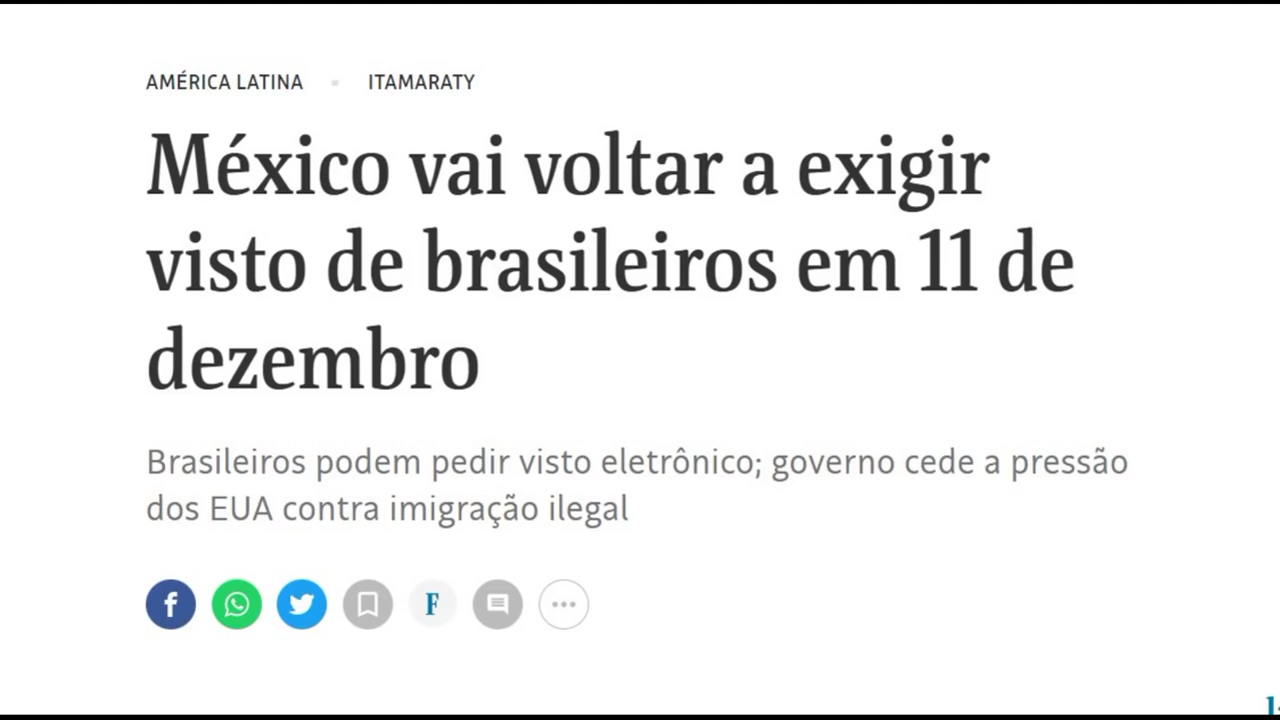 AMÉRICA LATINA ITAMARATY
México vai voltar a exigir
visto de brasileiros em 11 de
dezembro
Brasileiros podem pedir visto eletrônico; governo cede a pressão
dos EUA contra imigração ilegal
f F